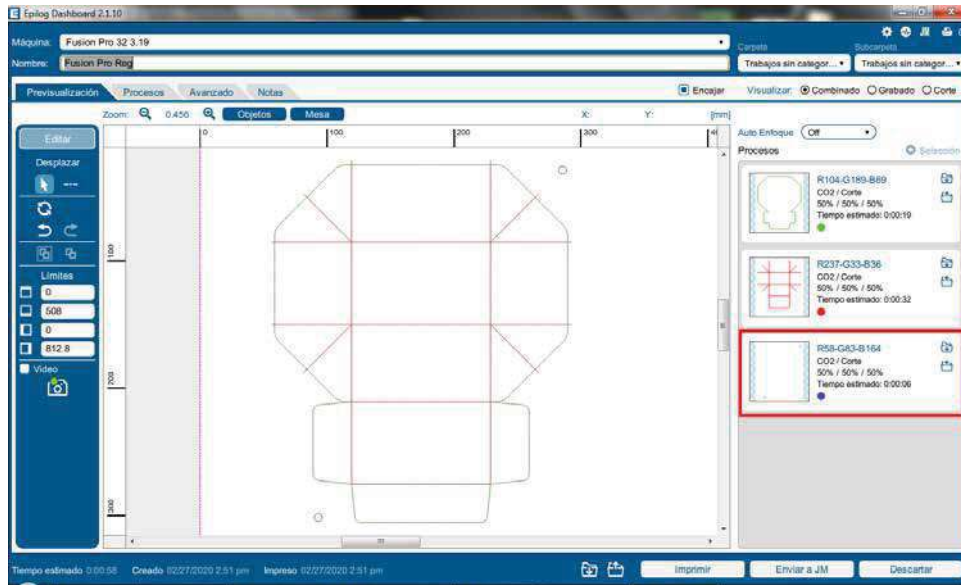 Epilog Dashboard 2.1.10
Máquina: Fusion Pro 32 3.19
Carpeta Subcarpeta
Nombre: Fusion Pro Reg
Trabajos sin categor... Trabajos sin categor...
Previsualización Procesos Avanzado Notas
Encajar Visualizar: Combinado Grabado Corte
Zoom: 0.456 Objetos Mesa X: Y: [mm]
Editar
Desplazar
Límites
0
508
0
812.8
Video
0 100 200 300
100
200
300
Auto Enfoque Off
Procesos Selección
R104-G189-B69
CO2 / Corte
50% / 50% / 50%
Tiempo estimado: 0:00:19
R237-G33-B36
CO2 / Corte
50% / 50% / 50%
Tiempo estimado: 0:00:32
R58-G83-B164
CO2 / Corte
50% / 50% / 50%
Tiempo estimado: 0:00:06
Tiempo estimado 0:00:58 Creado 02/27/2020 2:51 pm Impreso 02/27/2020 2:51 pm
Imprimir Enviar a JM Descartar